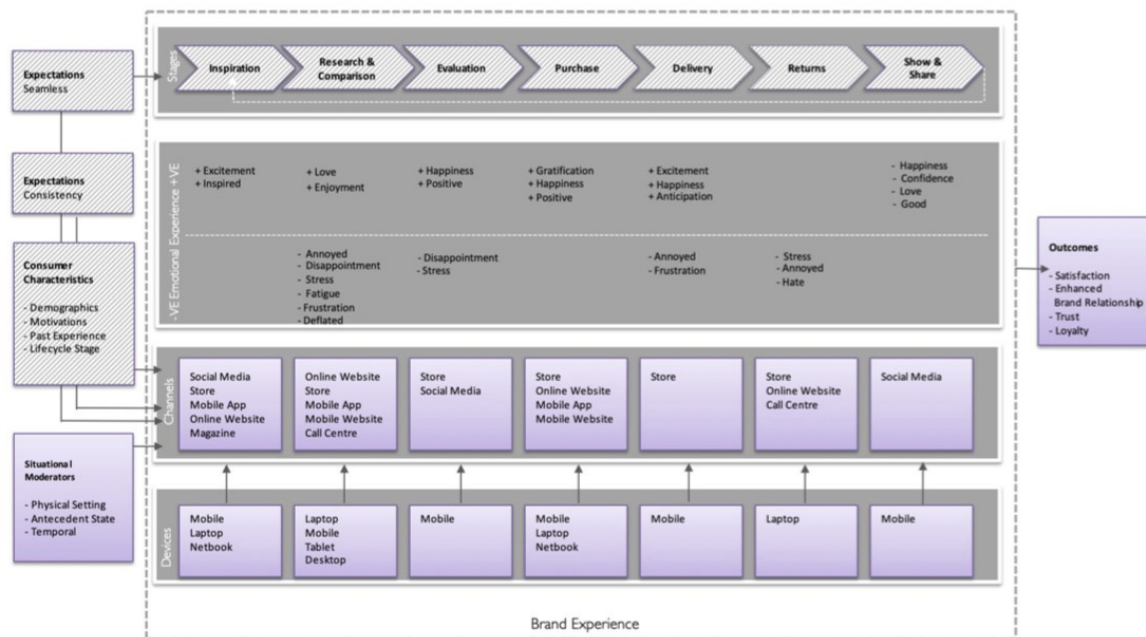 Expectations
Seamless
Expectations
Consistency
Consumer
Characteristics
- Demographics
- Motivations
- Past Experience
- Lifecycle Stage
Situational
Moderators
- Physical Setting
- Antecedent State
- Temporal
Stages
Inspiration
Research &
Comparison
Evaluation
Purchase
Delivery
Returns
Show &
Share
-VE Emotional Experience +VE
+ Excitement
+ Inspired
+ Love
+ Enjoyment
+ Happiness
+ Positive
+ Gratification
+ Happiness
+ Positive
+ Excitement
+ Happiness
+ Anticipation
- Happiness
- Confidence
- Love
- Good
- Annoyed
- Disappointment
- Stress
- Fatigue
- Frustration
- Deflated
- Disappointment
- Stress
- Annoyed
- Frustration
- Stress
- Annoyed
- Hate
Channels
Social Media
Store
Mobile App
Online Website
Magazine
Online Website
Store
Mobile App
Mobile Website
Call Centre
Store
Social Media
Store
Online Website
Mobile App
Mobile Website
Store
Store
Online Website
Call Centre
Social Media
Devices
Mobile
Laptop
Netbook
Laptop
Mobile
Tablet
Desktop
Mobile
Mobile
Laptop
Netbook
Mobile
Laptop
Mobile
Brand Experience
Outcomes
- Satisfaction
- Enhanced
Brand Relationship
- Trust
- Loyalty